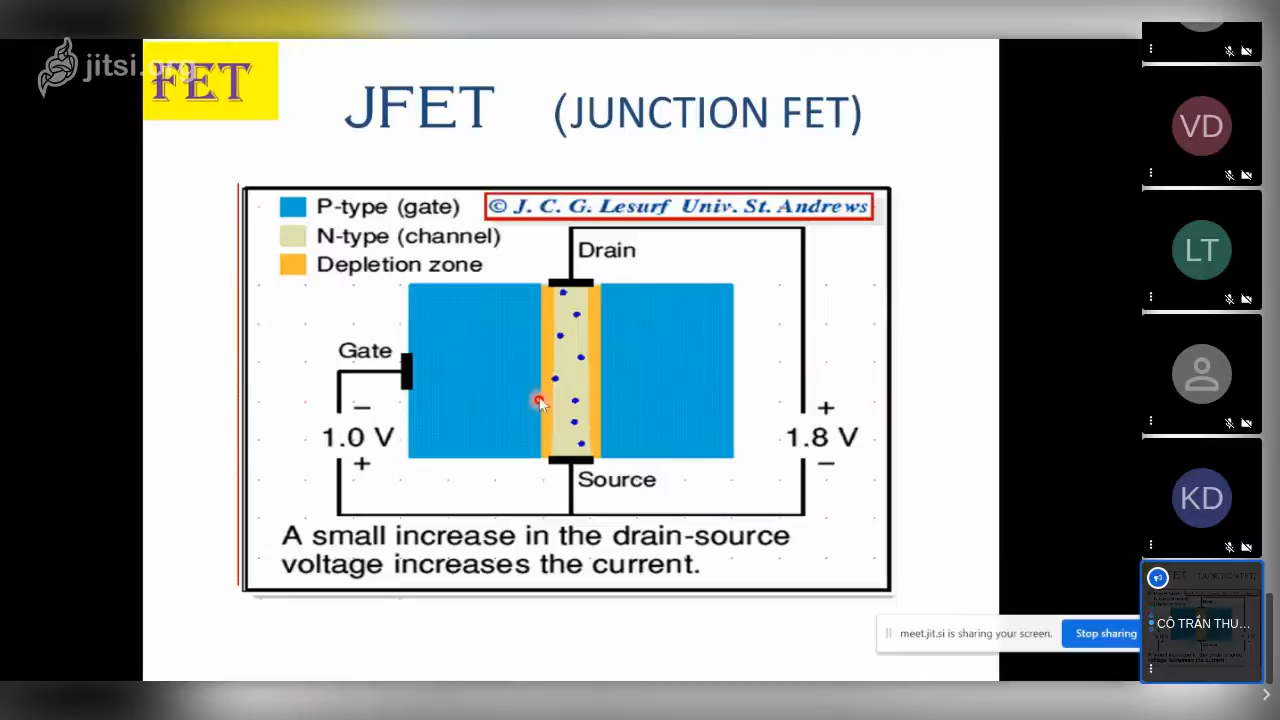 jitsi.org
FET
JFET (JUNCTION FET)
P-type (gate)
© J. C. G. Lesurf Univ. St. Andrews
N-type (channel)
Depletion zone
Drain
Gate
−
1.0 V
+
+
1.8 V
−
Source
A small increase in the drain-source
voltage increases the current.
meet.jit.si is sharing your screen.
Stop sharing
VD
LT
KD
CÔ TRẦN THU...